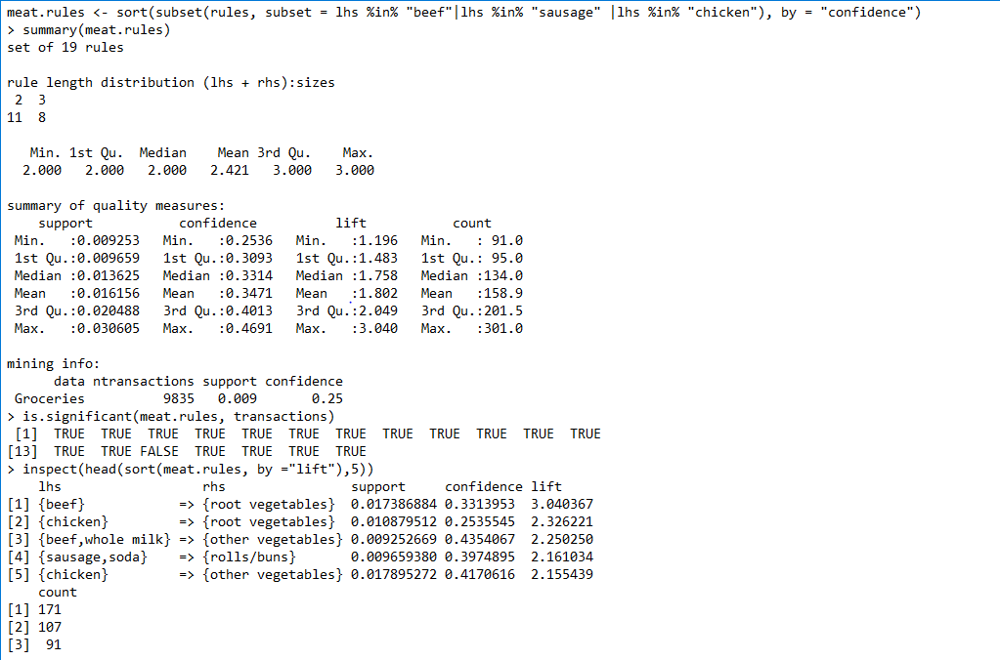 meat.rules <- sort(subset(rules, subset = lhs %in% "beef"|lhs %in% "sausage" |lhs %in% "chicken"), by = "confidence")
> summary(meat.rules)
set of 19 rules

rule length distribution (lhs + rhs):sizes
 2  3
11  8

   Min. 1st Qu.  Median    Mean 3rd Qu.    Max.
  2.000   2.000   2.000   2.421   3.000   3.000

summary of quality measures:
    support           confidence          lift           count
 Min.   :0.009253   Min.   :0.2536   Min.   :1.196   Min.   : 91.0
 1st Qu.:0.009659   1st Qu.:0.3093   1st Qu.:1.483   1st Qu.: 95.0
 Median :0.013625   Median :0.3314   Median :1.758   Median :134.0
 Mean   :0.016156   Mean   :0.3471   Mean   :1.802   Mean   :158.9
 3rd Qu.:0.020488   3rd Qu.:0.4013   3rd Qu.:2.049   3rd Qu.:201.5
 Max.   :0.030605   Max.   :0.4691   Max.   :3.040   Max.   :301.0

mining info:
      data ntransactions support confidence
 Groceries          9835   0.009       0.25
> is.significant(meat.rules, transactions)
 [1]  TRUE  TRUE  TRUE  TRUE  TRUE  TRUE  TRUE  TRUE  TRUE  TRUE  TRUE  TRUE
[13]  TRUE  TRUE FALSE  TRUE  TRUE  TRUE  TRUE
> inspect(head(sort(meat.rules, by ="lift"),5))
    lhs                  rhs                support     confidence lift
[1] {beef}            => {root vegetables}  0.017386884 0.3313953  3.040367
[2] {chicken}         => {root vegetables}  0.010879512 0.2535545  2.326221
[3] {beef,whole milk} => {other vegetables} 0.009252669 0.4354067  2.250250
[4] {sausage,soda}    => {rolls/buns}       0.009659380 0.3974895  2.161034
[5] {chicken}         => {other vegetables} 0.017895272 0.4170616  2.155439
    count
[1] 171
[2] 107
[3]  91